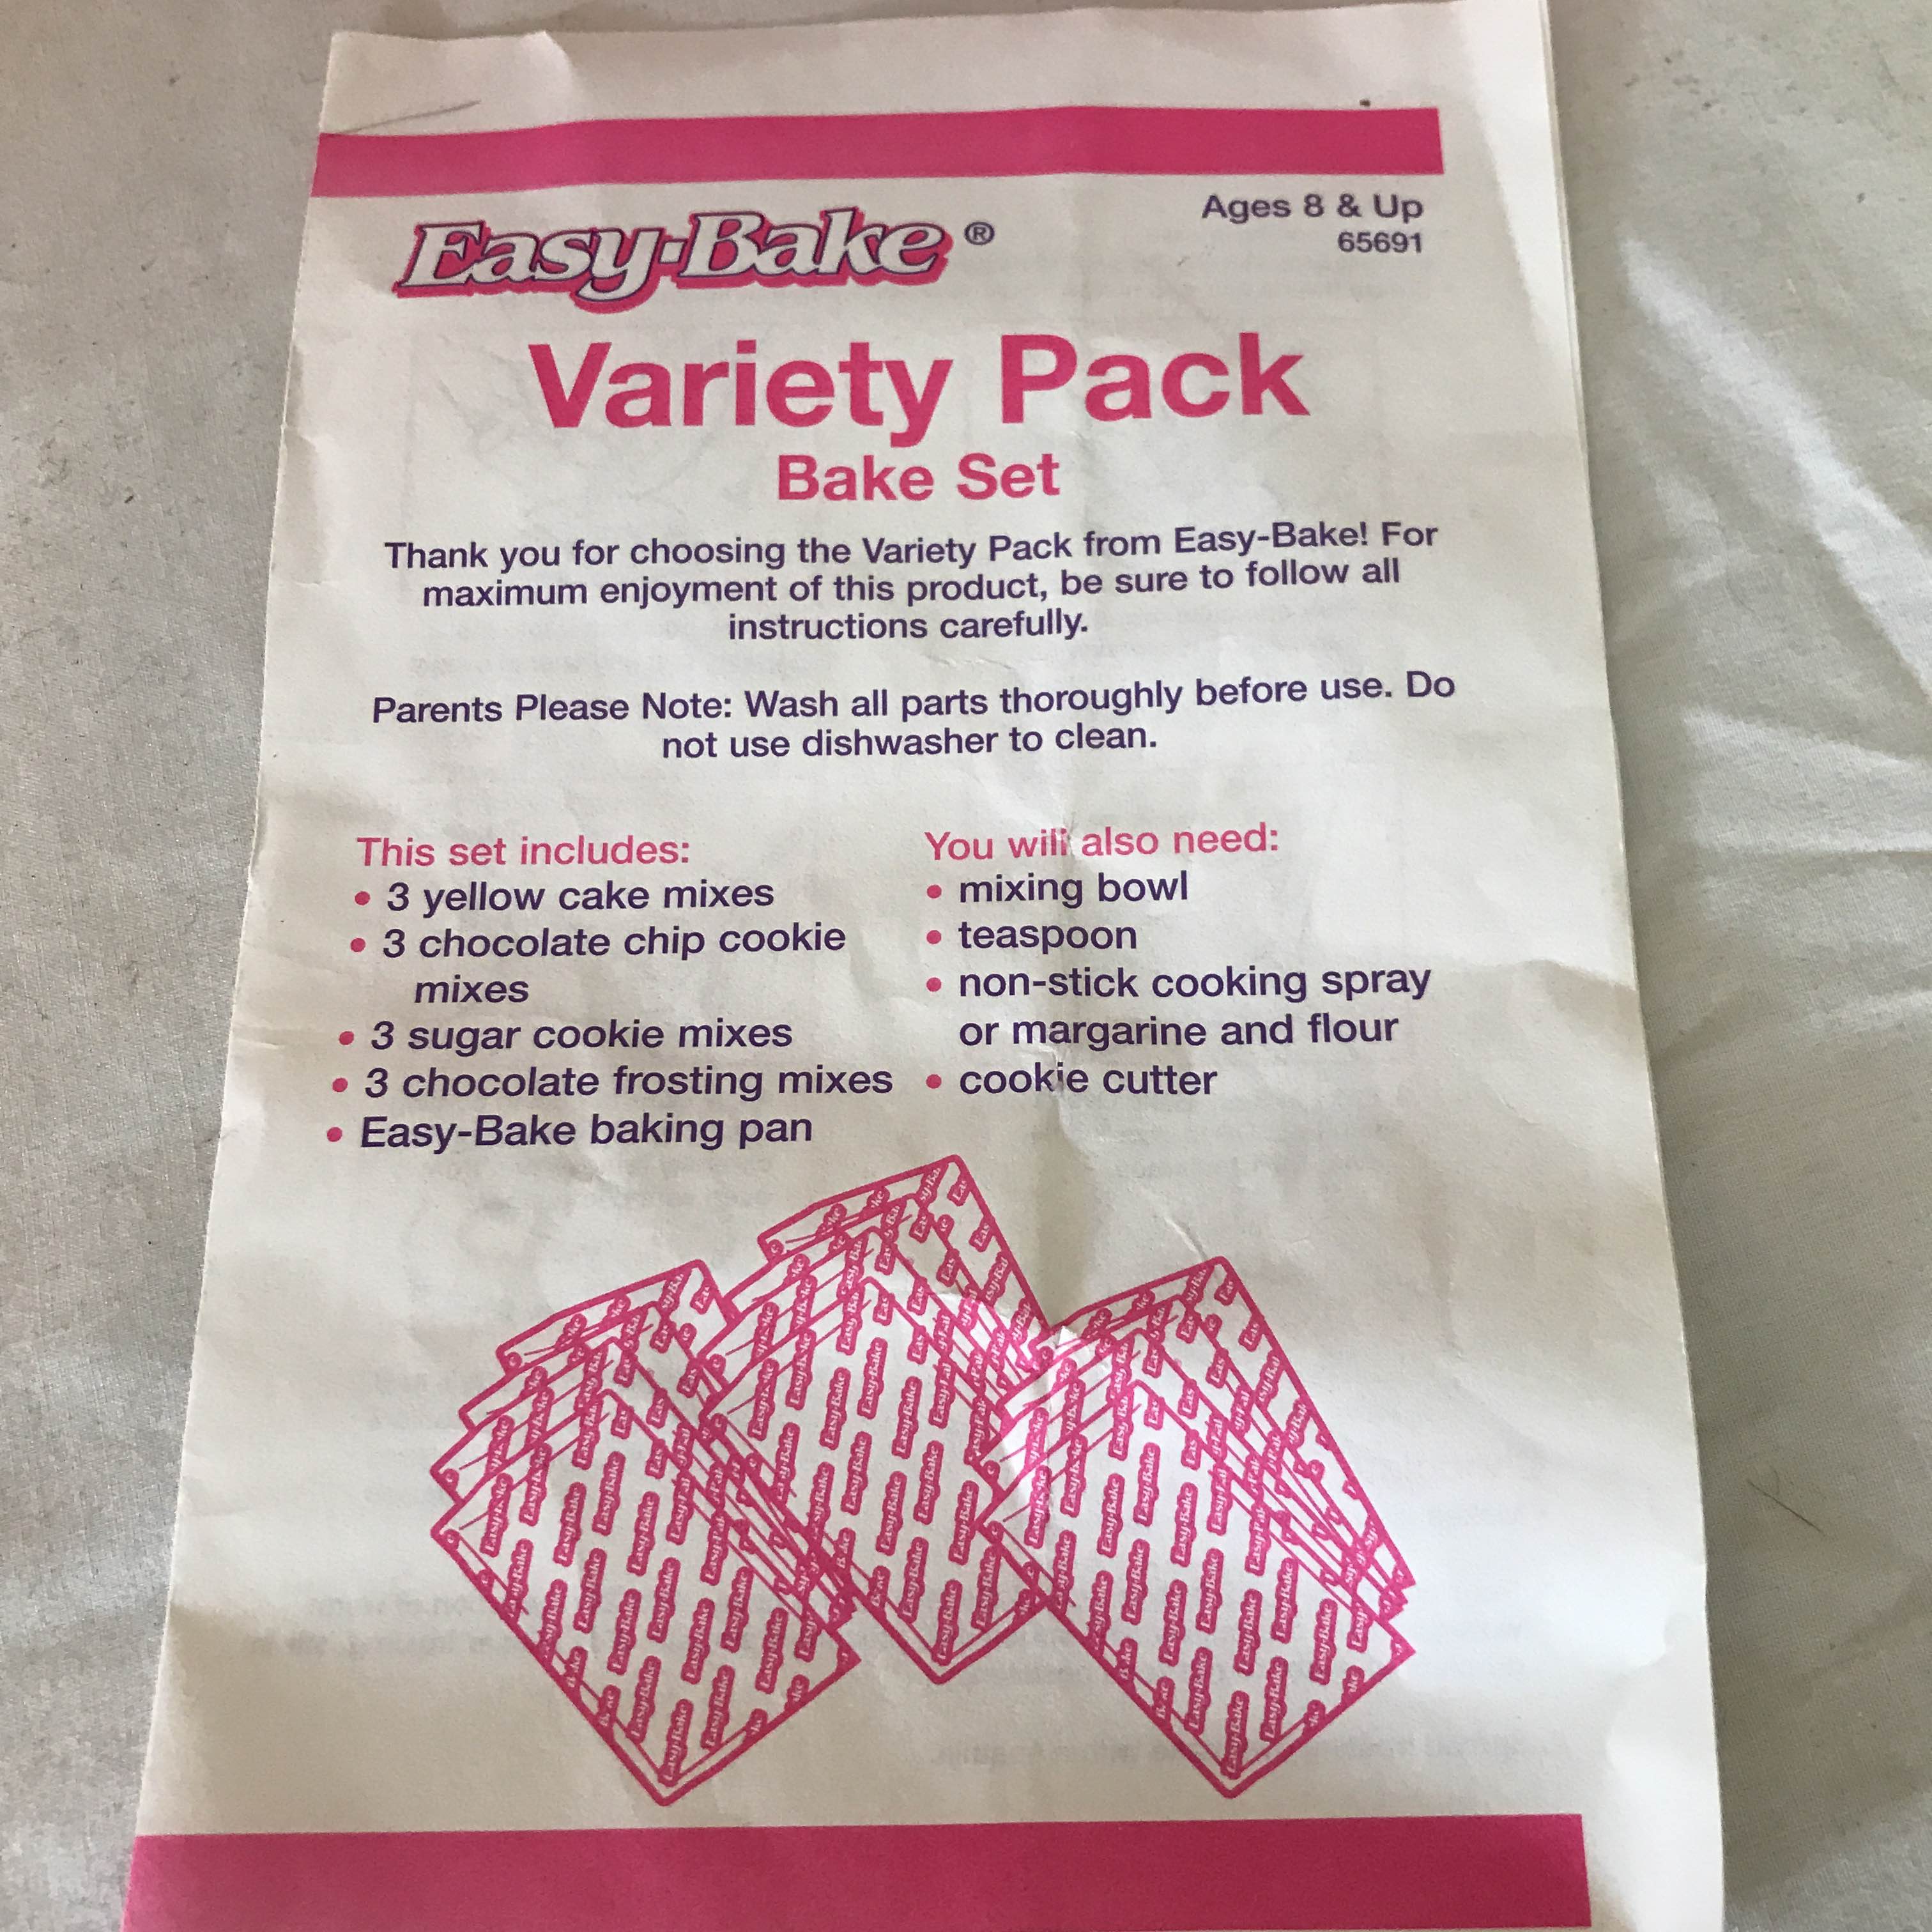 Easy-Bake®
Ages 8 & Up
65691
Variety Pack
Bake Set
Thank you for choosing the Variety Pack from Easy-Bake! For
maximum enjoyment of this product, be sure to follow all
instructions carefully.
Parents Please Note: Wash all parts thoroughly before use. Do
not use dishwasher to clean.
This set includes:
• 3 yellow cake mixes
• 3 chocolate chip cookie
mixes
• 3 sugar cookie mixes
• 3 chocolate frosting mixes
• Easy-Bake baking pan
You will also need:
• mixing bowl
• teaspoon
• non-stick cooking spray
or margarine and flour
• cookie cutter
Easy-Bake